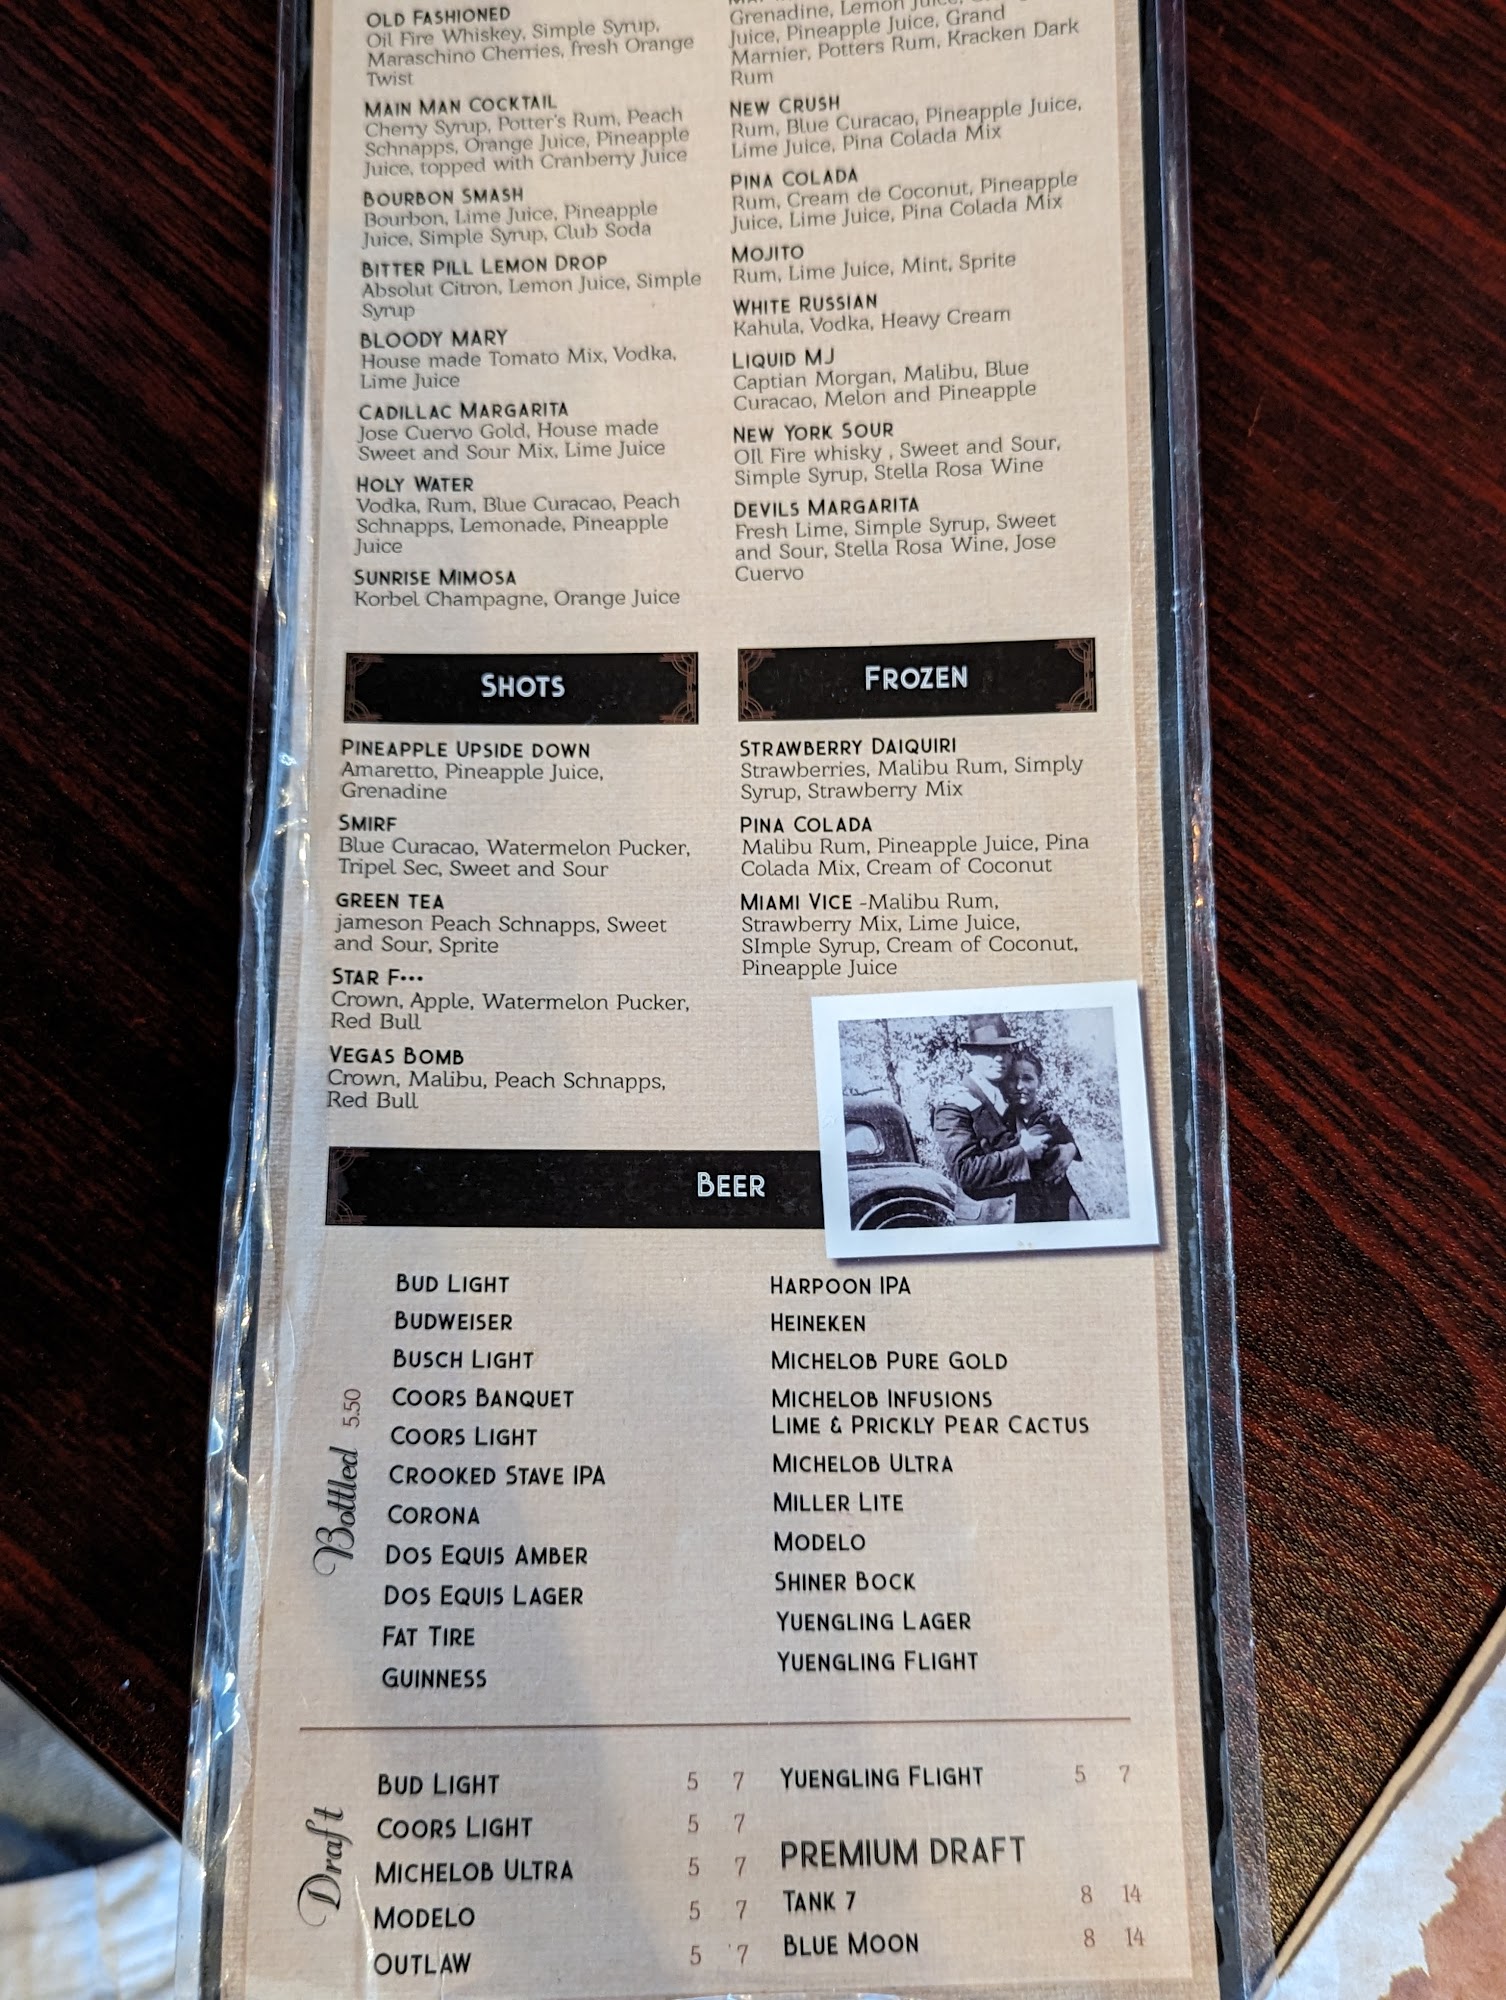 OLD FASHIONED
Oil Fire Whiskey, Simple Syrup,
Maraschino Cherries, fresh Orange
Twist
MAIN MAN COCKTAIL
Cherry Syrup, Potter's Rum, Peach
Schnapps, Orange Juice, Pineapple
Juice, topped with Cranberry Juice
BOURBON SMASH
Bourbon, Lime Juice, Pineapple
Juice, Simple Syrup, Club Soda
BITTER PILL LEMON DROP
Absolut Citron, Lemon Juice, Simple
Syrup
BLOODY MARY
House made Tomato Mix, Vodka,
Lime Juice
CADILLAC MARGARITA
Jose Cuervo Gold, House made
Sweet and Sour Mix, Lime Juice
HOLY WATER
Vodka, Rum, Blue Curacao, Peach
Schnapps, Lemonade, Pineapple
Juice
SUNRISE MIMOSA
Korbel Champagne, Orange Juice
Grenadine, Lemon Juice,
Juice, Pineapple Juice, Grand
Marnier, Potters Rum, Kracken Dark
Rum
NEW CRUSH
Rum, Blue Curacao, Pineapple Juice,
Lime Juice, Pina Colada Mix
PINA COLADA
Rum, Cream de Coconut, Pineapple
Juice, Lime Juice, Pina Colada Mix
MOJITO
Rum, Lime Juice, Mint, Sprite
WHITE RUSSIAN
Kahula, Vodka, Heavy Cream
LIQUID MJ
Captian Morgan, Malibu, Blue
Curacao, Melon and Pineapple
NEW YORK SOUR
OIl Fire whisky , Sweet and Sour,
Simple Syrup, Stella Rosa Wine
DEVILS MARGARITA
Fresh Lime, Simple Syrup, Sweet
and Sour, Stella Rosa Wine, Jose
Cuervo
SHOTS
PINEAPPLE UPSIDE DOWN
Amaretto, Pineapple Juice,
Grenadine
SMIRF
Blue Curacao, Watermelon Pucker,
Tripel Sec, Sweet and Sour
GREEN TEA
jameson Peach Schnapps, Sweet
and Sour, Sprite
STAR F•••
Crown, Apple, Watermelon Pucker,
Red Bull
VEGAS BOMB
Crown, Malibu, Peach Schnapps,
Red Bull
FROZEN
STRAWBERRY DAIQUIRI
Strawberries, Malibu Rum, Simply
Syrup, Strawberry Mix
PINA COLADA
Malibu Rum, Pineapple Juice, Pina
Colada Mix, Cream of Coconut
MIAMI VICE -Malibu Rum,
Strawberry Mix, Lime Juice,
SImple Syrup, Cream of Coconut,
Pineapple Juice
BEER
Bottled 5.50
BUD LIGHT
BUDWEISER
BUSCH LIGHT
COORS BANQUET
COORS LIGHT
CROOKED STAVE IPA
CORONA
DOS EQUIS AMBER
DOS EQUIS LAGER
FAT TIRE
GUINNESS
HARPOON IPA
HEINEKEN
MICHELOB PURE GOLD
MICHELOB INFUSIONS
LIME & PRICKLY PEAR CACTUS
MICHELOB ULTRA
MILLER LITE
MODELO
SHINER BOCK
YUENGLING LAGER
YUENGLING FLIGHT
Draft
BUD LIGHT 5 7
COORS LIGHT 5 7
MICHELOB ULTRA 5 7
MODELO 5 7
OUTLAW 5 7
YUENGLING FLIGHT 5 7
PREMIUM DRAFT
TANK 7 8 14
BLUE MOON 8 14